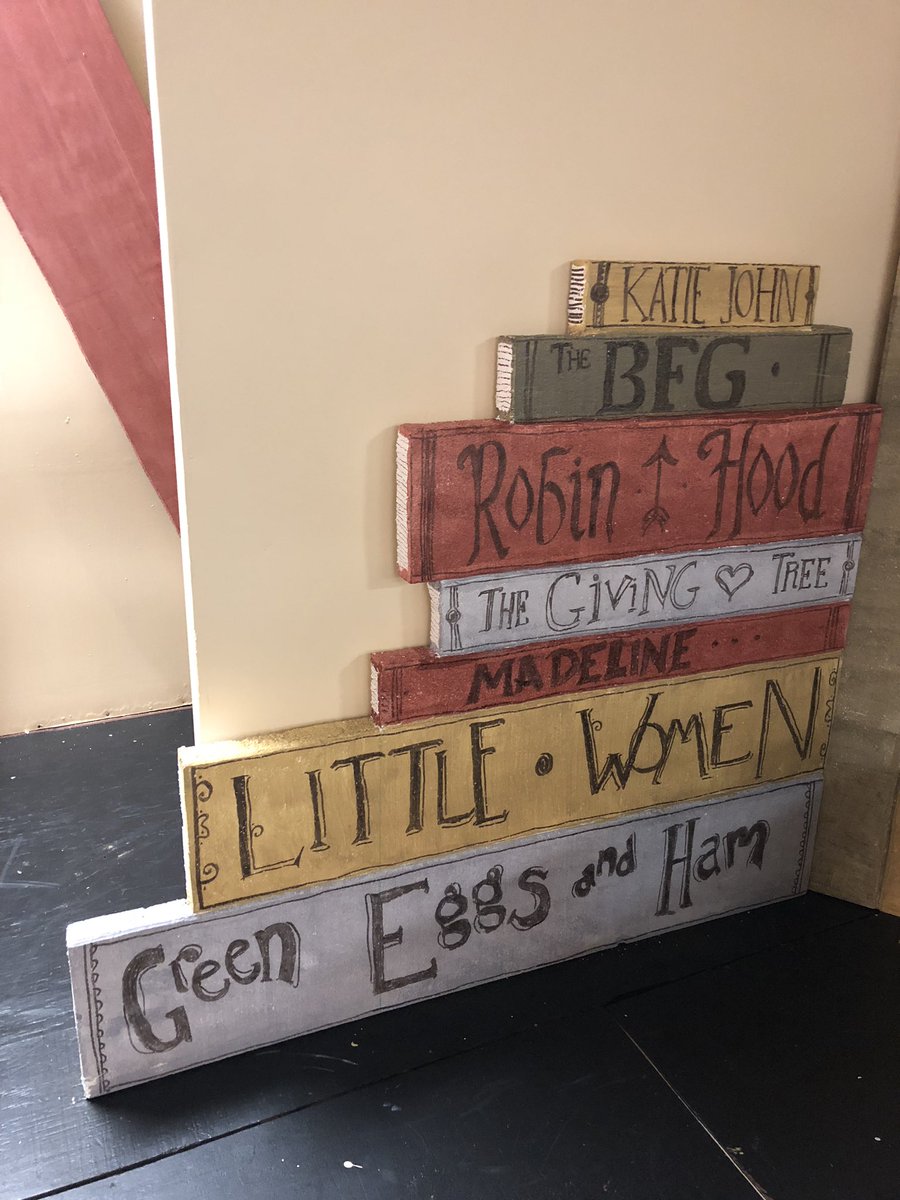 KATIE JOHN
THE BFG •
Robin ↑ Hood
THE GIVING ♡ TREE
MADELINE • • •
LITTLE • WOMEN
Green Eggs and Ham